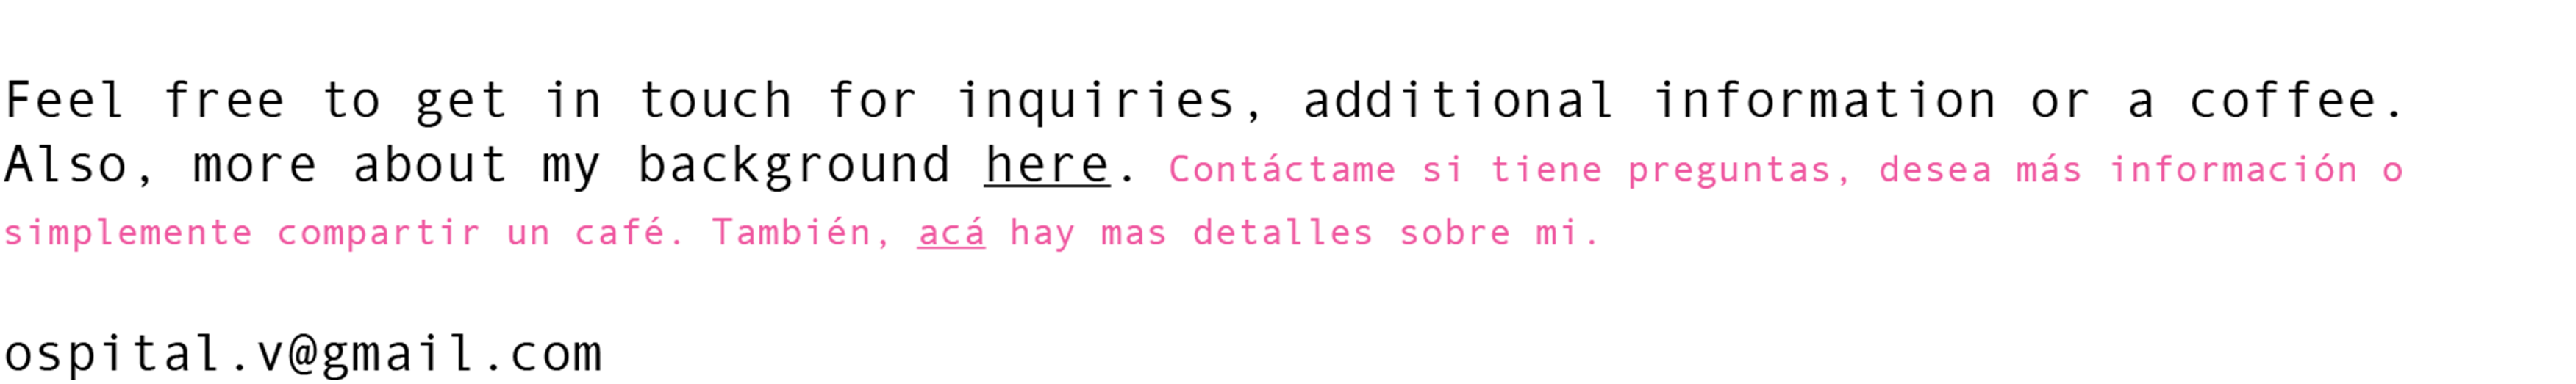 Feel free to get in touch for inquiries, additional information or a coffee.
Also, more about my background here. Contáctame si tiene preguntas, desea más información o
simplemente compartir un café. También, acá hay mas detalles sobre mi.
ospital.v@gmail.com